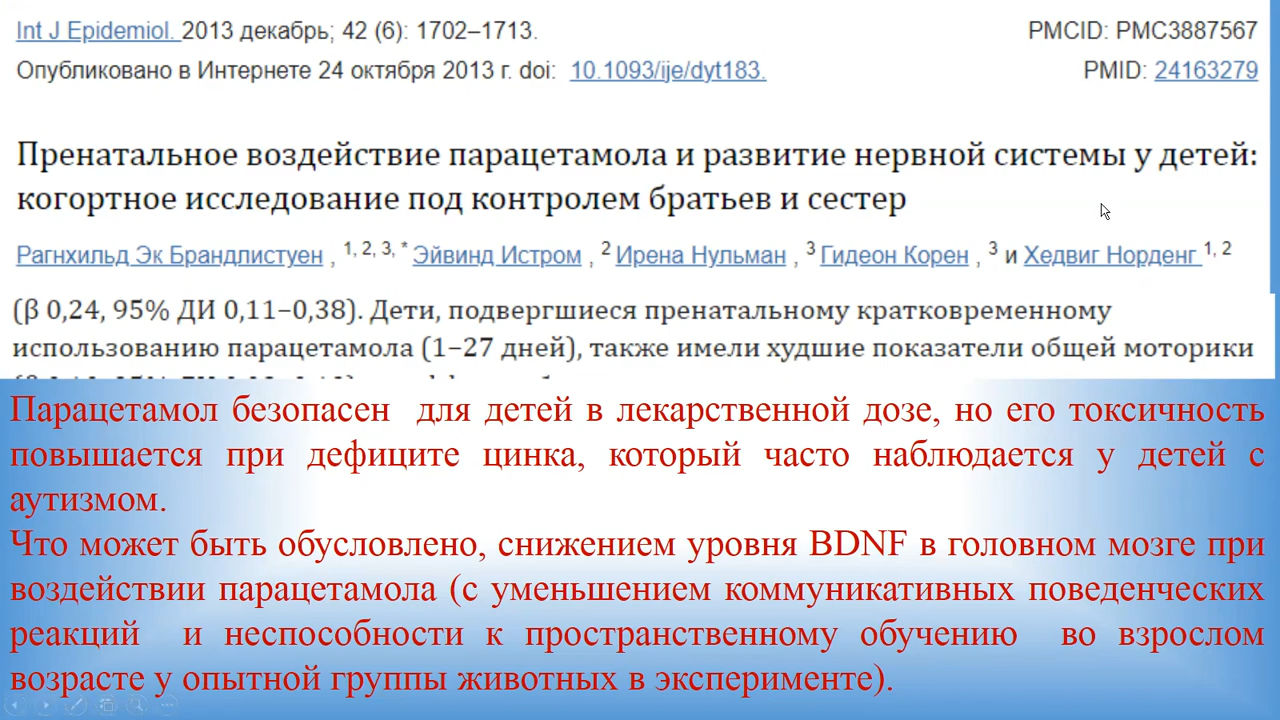 Int J Epidemiol. 2013 декабрь; 42 (6): 1702–1713.
PMCID: PMC3887567
Опубликовано в Интернете 24 октября 2013 г. doi: 10.1093/ije/dyt183.
PMID: 24163279
Пренатальное воздействие парацетамола и развитие нервной системы у детей:
когортное исследование под контролем братьев и сестер
Рагнхильд Эк Брандлистуен , 1, 2, 3, * Эйвинд Истром , 2 Ирена Нульман , 3 Гидеон Корен , 3 и Хедвиг Норденг 1, 2
(β 0,24, 95% ДИ 0,11–0,38). Дети, подвергшиеся пренатальному кратковременному
использованию парацетамола (1–27 дней), также имели худшие показатели общей моторики
Парацетамол безопасен для детей в лекарственной дозе, но его токсичность
повышается при дефиците цинка, который часто наблюдается у детей с
аутизмом.
Что может быть обусловлено, снижением уровня BDNF в головном мозге при
воздействии парацетамола (с уменьшением коммуникативных поведенческих
реакций и неспособности к пространственному обучению во взрослом
возрасте у опытной группы животных в эксперименте).